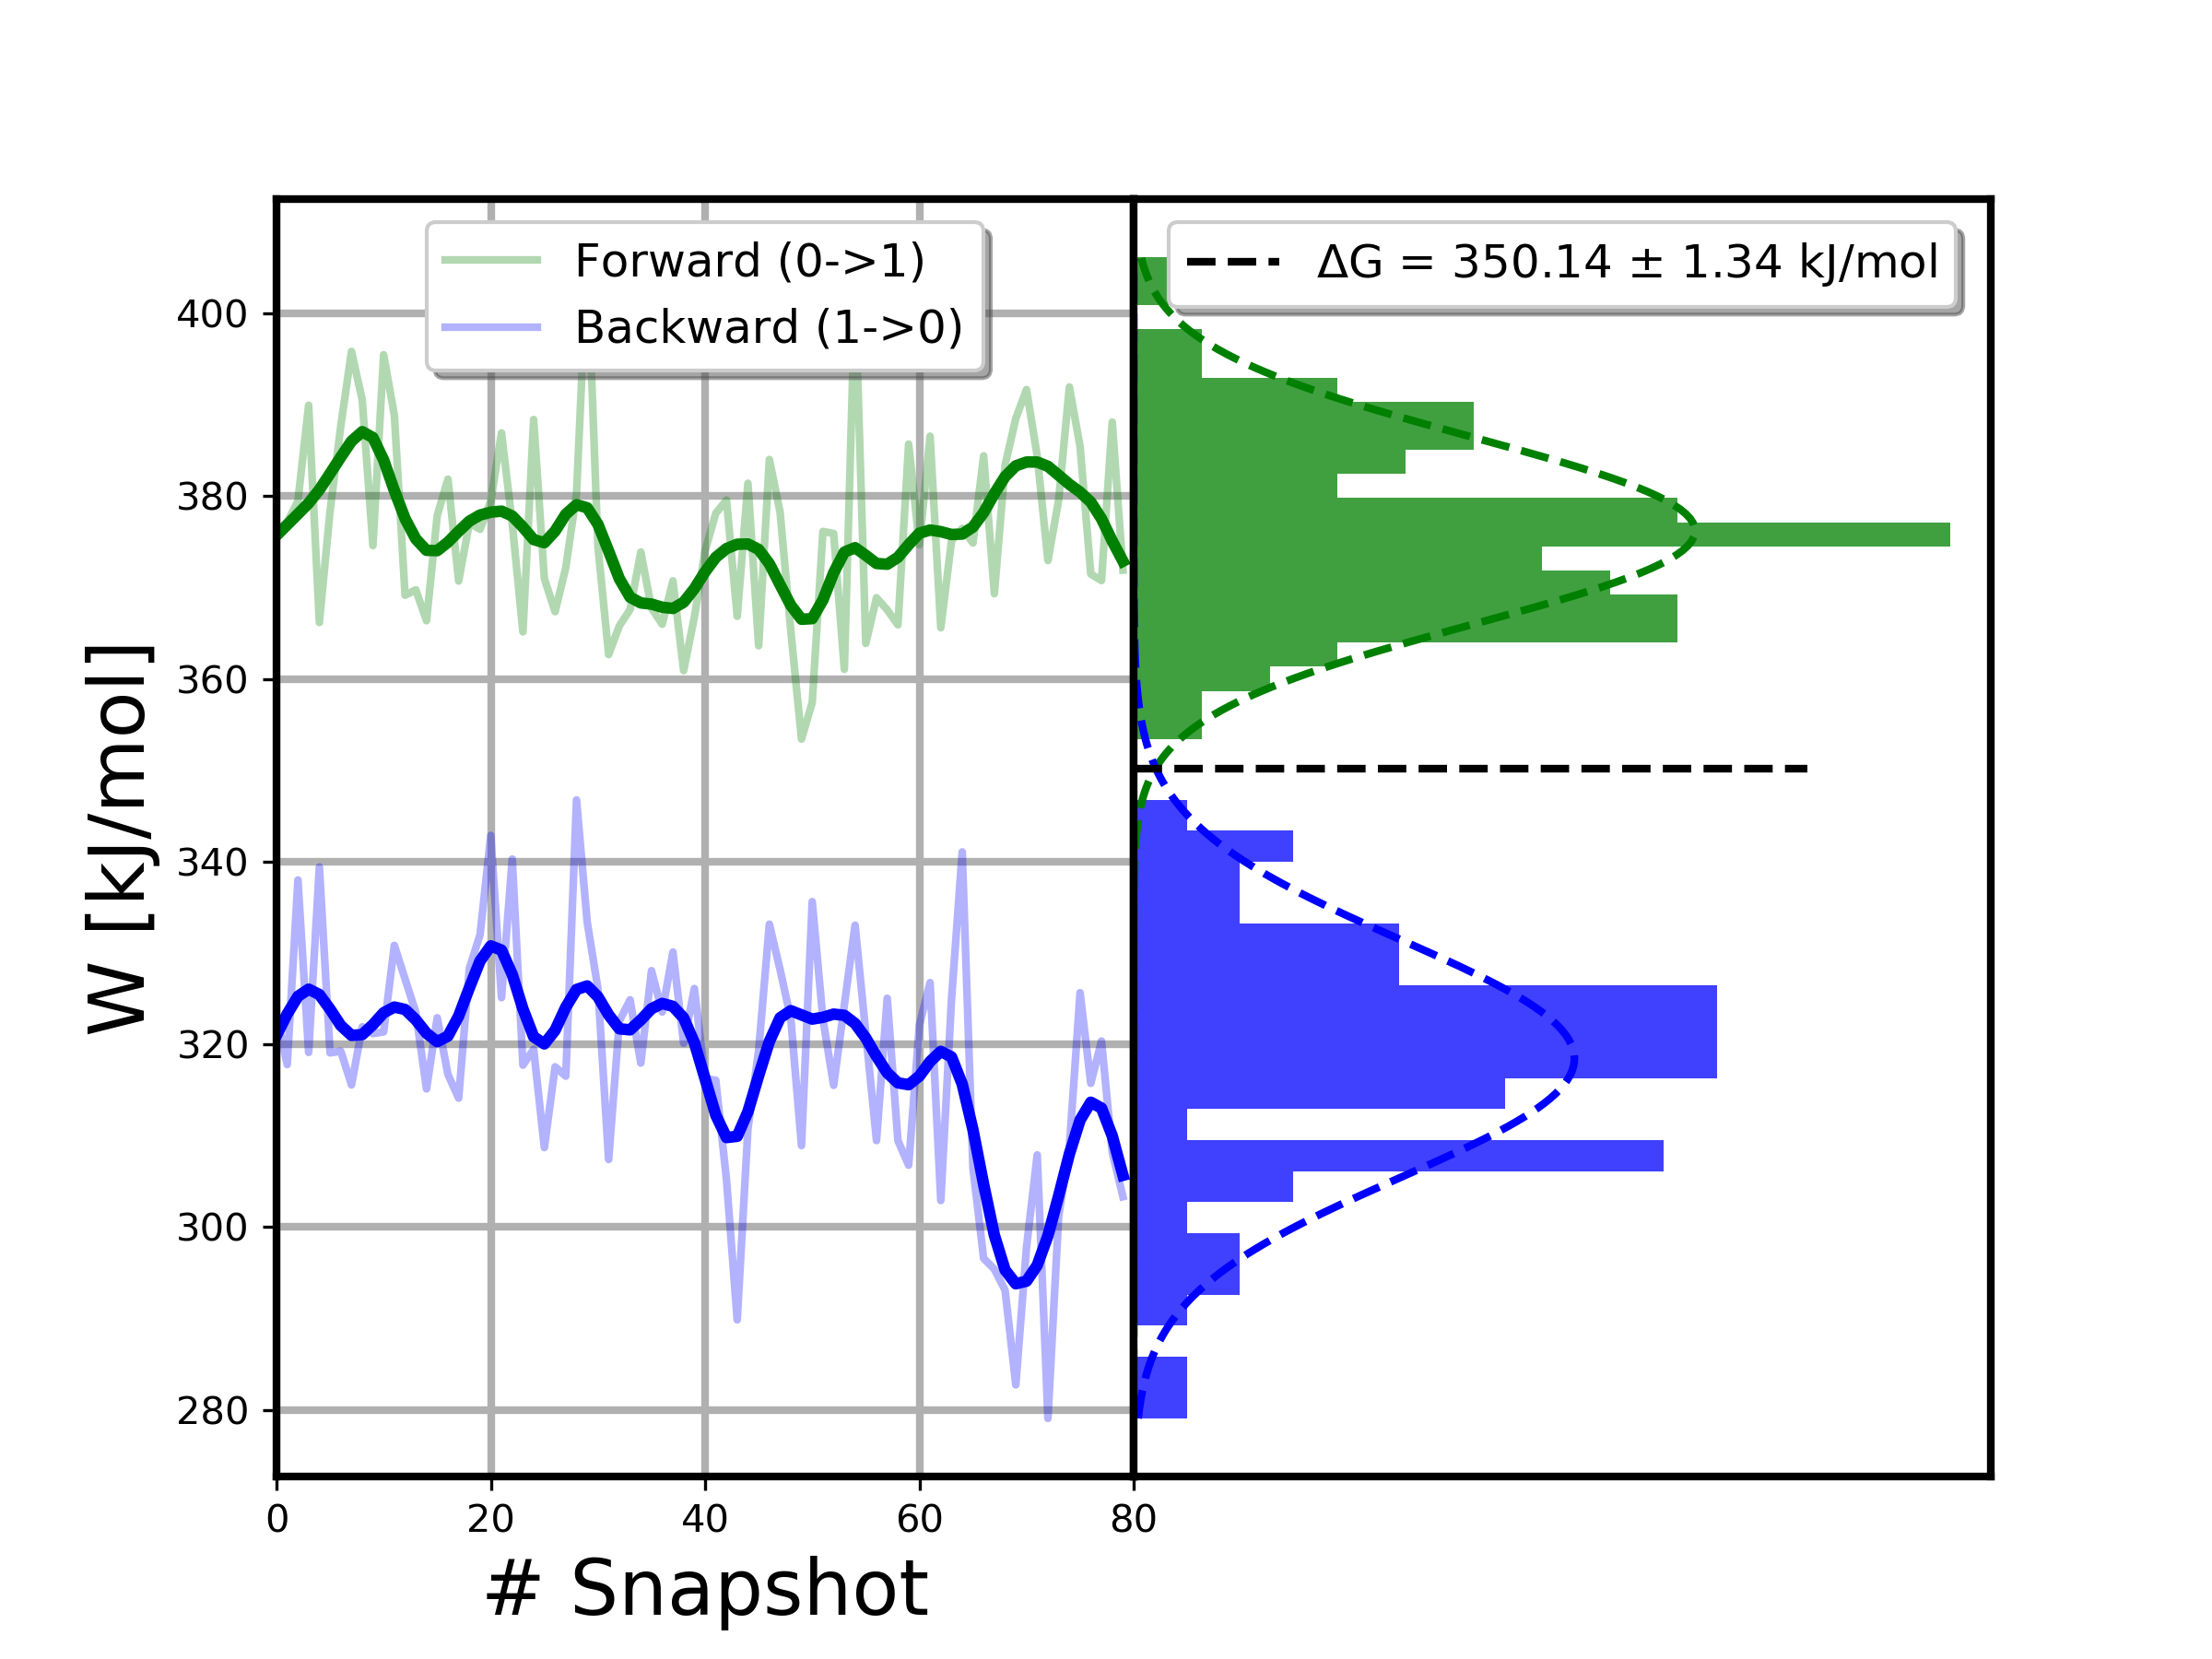 Forward (0->1)
Backward (1->0)
ΔG = 350.14 ± 1.34 kJ/mol
W [kJ/mol]
400
380
360
340
320
300
280
0 20 40 60 80
# Snapshot